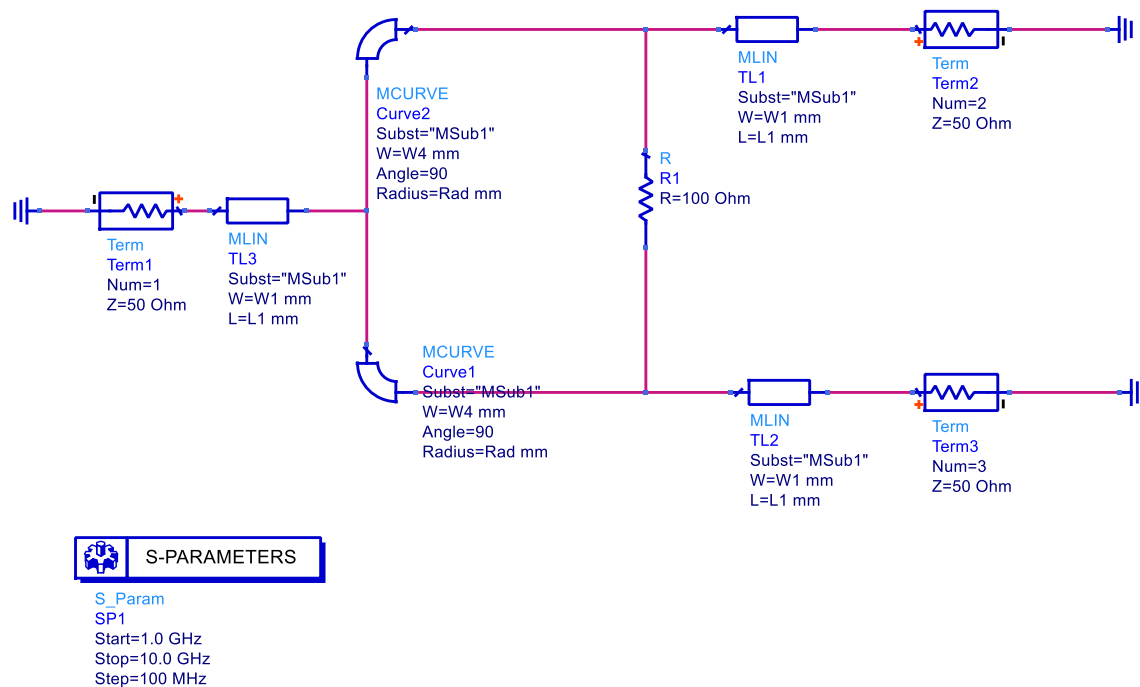 MLIN
TL1
Subst="MSub1"
W=W1 mm
L=L1 mm
+
Term
Term2
Num=2
Z=50 Ohm
MCURVE
Curve2
Subst="MSub1"
W=W4 mm
Angle=90
Radius=Rad mm
R
R1
R=100 Ohm
+
Term
Term1
Num=1
Z=50 Ohm
MLIN
TL3
Subst="MSub1"
W=W1 mm
L=L1 mm
MCURVE
Curve1
Subst="MSub1"
W=W4 mm
Angle=90
Radius=Rad mm
MLIN
TL2
Subst="MSub1"
W=W1 mm
L=L1 mm
+
Term
Term3
Num=3
Z=50 Ohm
S-PARAMETERS
S_Param
SP1
Start=1.0 GHz
Stop=10.0 GHz
Step=100 MHz